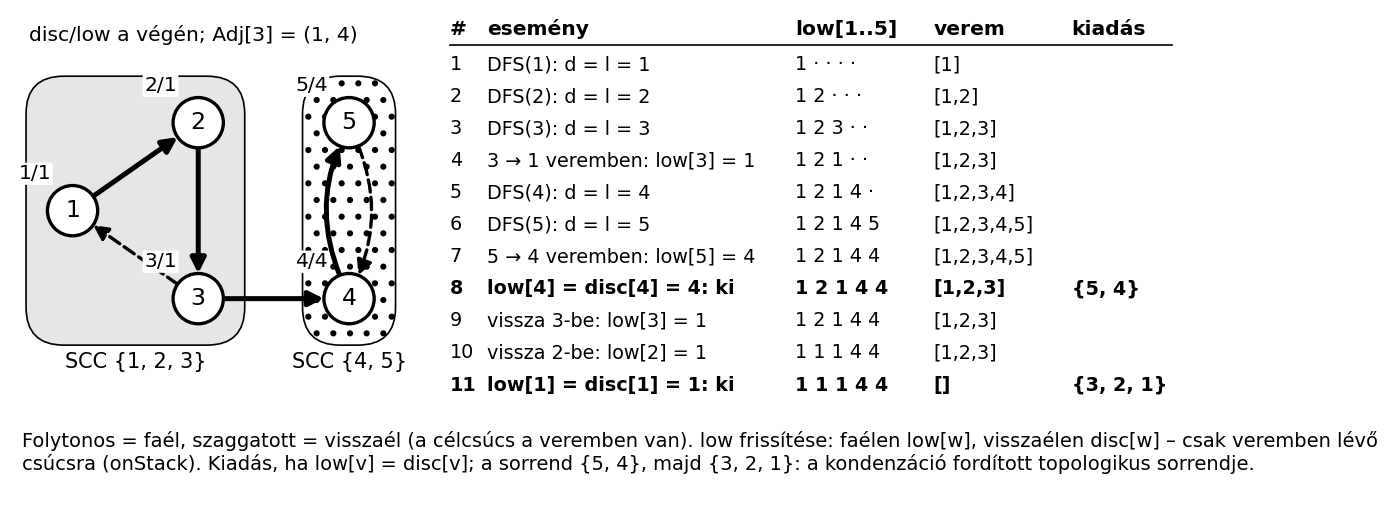 disc/low a végén; Adj[3] = (1, 4)
2/1
5/4
2
5
1/1
1
3/1
4/4
3
4
SCC {1, 2, 3}
SCC {4, 5}
# esemény low[1..5] verem kiadás
1 DFS(1): d = l = 1 1 · · · · [1]
2 DFS(2): d = l = 2 1 2 · · · [1,2]
3 DFS(3): d = l = 3 1 2 3 · · [1,2,3]
4 3 → 1 veremben: low[3] = 1 1 2 1 · · [1,2,3]
5 DFS(4): d = l = 4 1 2 1 4 · [1,2,3,4]
6 DFS(5): d = l = 5 1 2 1 4 5 [1,2,3,4,5]
7 5 → 4 veremben: low[5] = 4 1 2 1 4 4 [1,2,3,4,5]
8 low[4] = disc[4] = 4: ki 1 2 1 4 4 [1,2,3] {5, 4}
9 vissza 3-be: low[3] = 1 1 2 1 4 4 [1,2,3]
10 vissza 2-be: low[2] = 1 1 1 1 4 4 [1,2,3]
11 low[1] = disc[1] = 1: ki 1 1 1 4 4 [] {3, 2, 1}
Folytonos = faél, szaggatott = visszaél (a célcsúcs a veremben van). low frissítése: faélen low[w], visszaélen disc[w] – csak veremben lévő
csúcsra (onStack). Kiadás, ha low[v] = disc[v]; a sorrend {5, 4}, majd {3, 2, 1}: a kondenzáció fordított topologikus sorrendje.